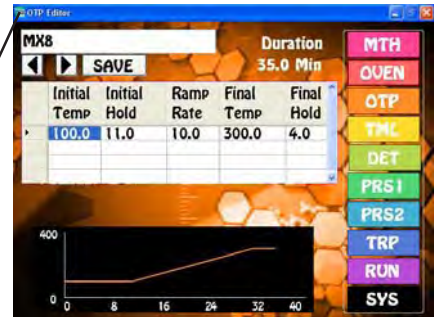 OTP Editor
MX8
Duration
SAVE
35.0 Min
Initial Temp Initial Hold Ramp Rate Final Temp Final Hold
100.0 11.0 10.0 300.0 4.0
MTH
OVEN
OTP
TML
DET
PRS1
PRS2
TRP
RUN
SYS
400
0
0 8 16 24 32 40